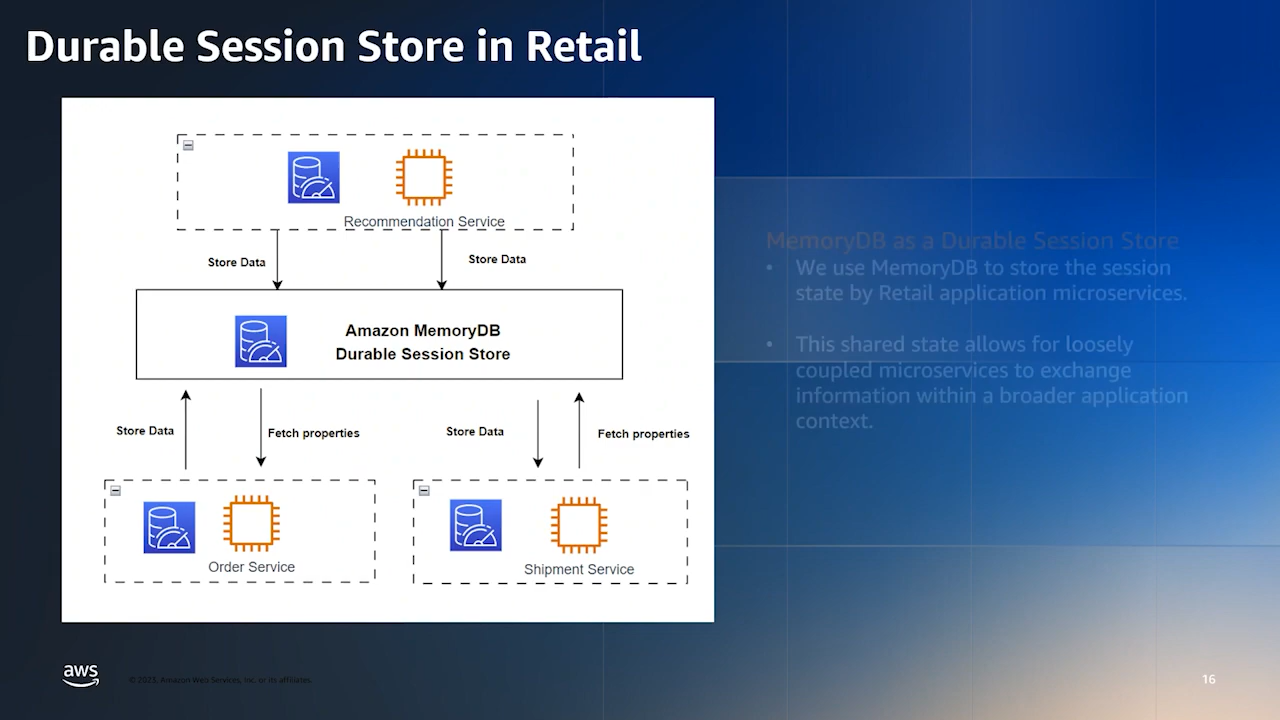 Durable Session Store in Retail
Recommendation Service
Store Data
Store Data
Amazon MemoryDB
Durable Session Store
Store Data
Fetch properties
Store Data
Fetch properties
Order Service
Shipment Service
MemoryDB as a Durable Session Store
• We use MemoryDB to store the session
state by Retail application microservices.
• This shared state allows for loosely
coupled microservices to exchange
information within a broader application
context.
aws
© 2023, Amazon Web Services, Inc. or its affiliates.
16